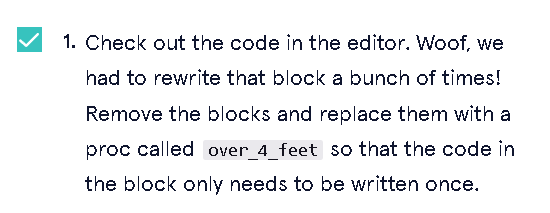 1. Check out the code in the editor. Woof, we
had to rewrite that block a bunch of times!
Remove the blocks and replace them with a
proc called over_4_feet so that the code in
the block only needs to be written once.